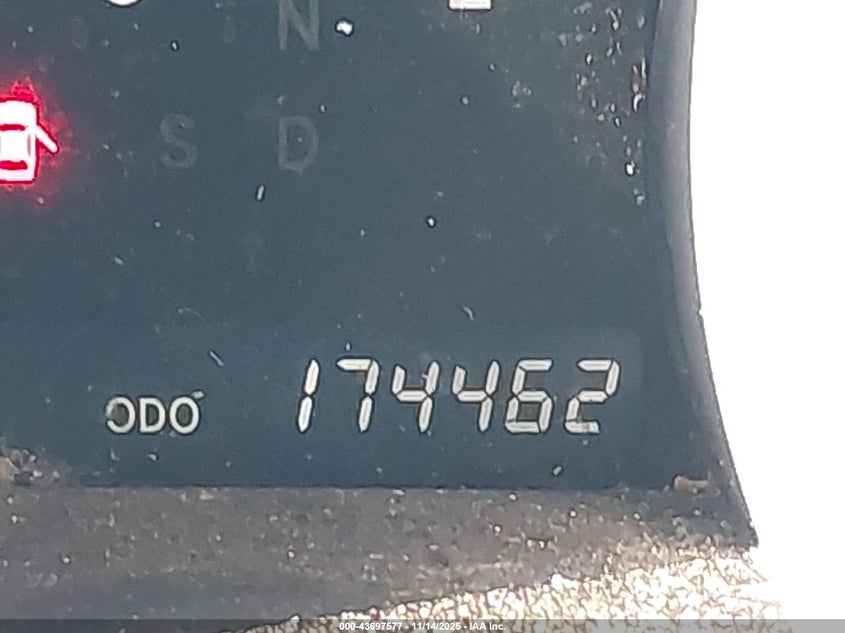 N
S D
ODO 174462
000-43697577 - 11/14/2025 - IAA Inc.